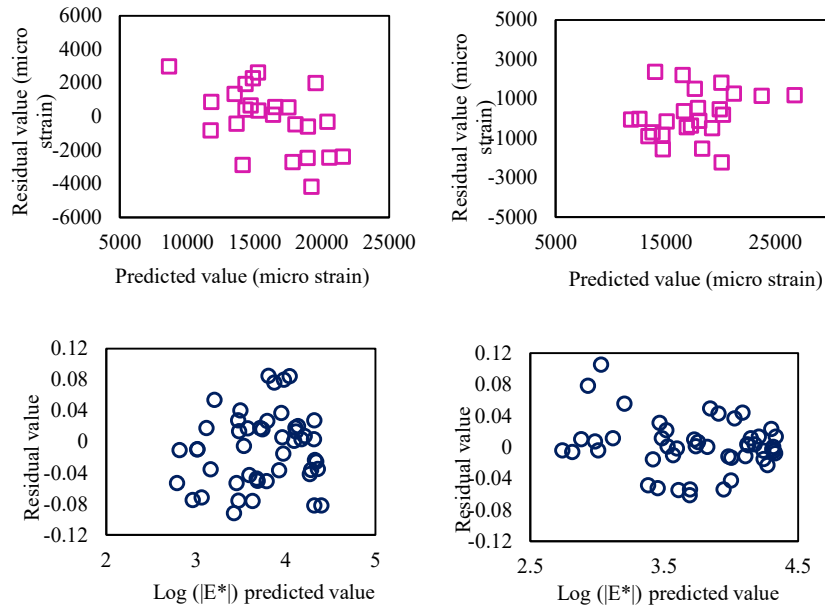 6000
4000
2000
0
-2000
-4000
-6000
5000 10000 15000 20000 25000
Residual value (micro strain)
Predicted value (micro strain)
5000
3000
1000
-1000
-3000
-5000
5000 15000 25000
Residual value (micro strain)
Predicted value (micro strain)
0.12
0.08
0.04
0
-0.04
-0.08
-0.12
2 3 4 5
Residual value
Log (|E*|) predicted value
0.12
0.08
0.04
0
-0.04
-0.08
-0.12
2.5 3.5 4.5
Residual value
Log (|E*|) predicted value